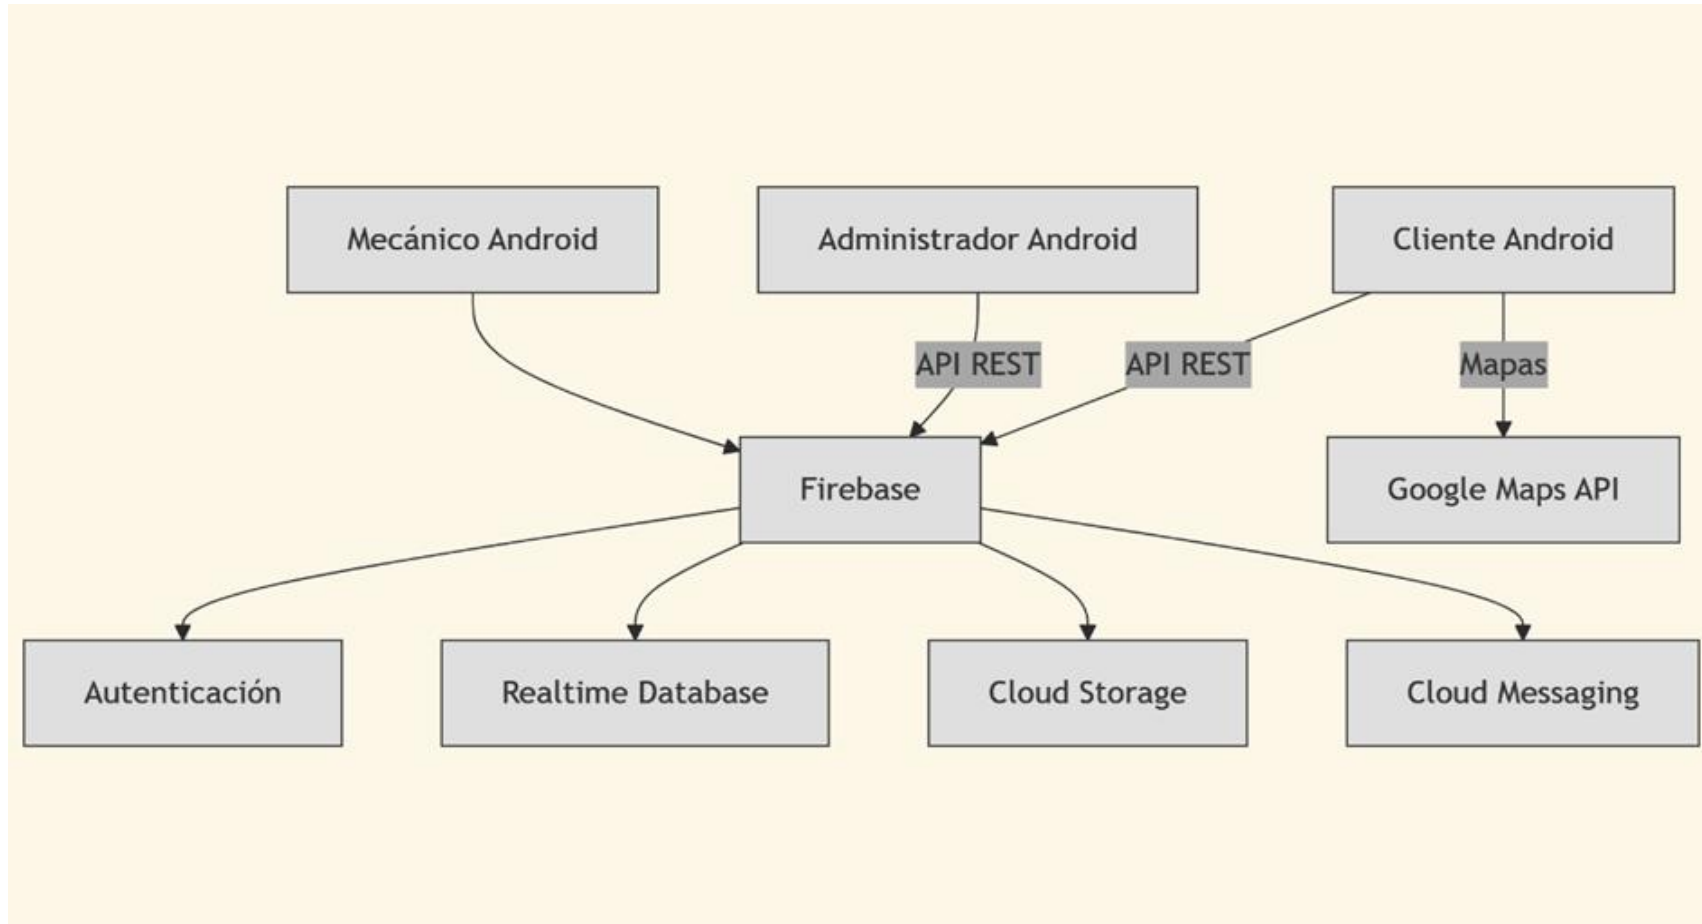 Mecánico Android
Administrador Android
Cliente Android
API REST
API REST
Mapas
Firebase
Google Maps API
Autenticación
Realtime Database
Cloud Storage
Cloud Messaging